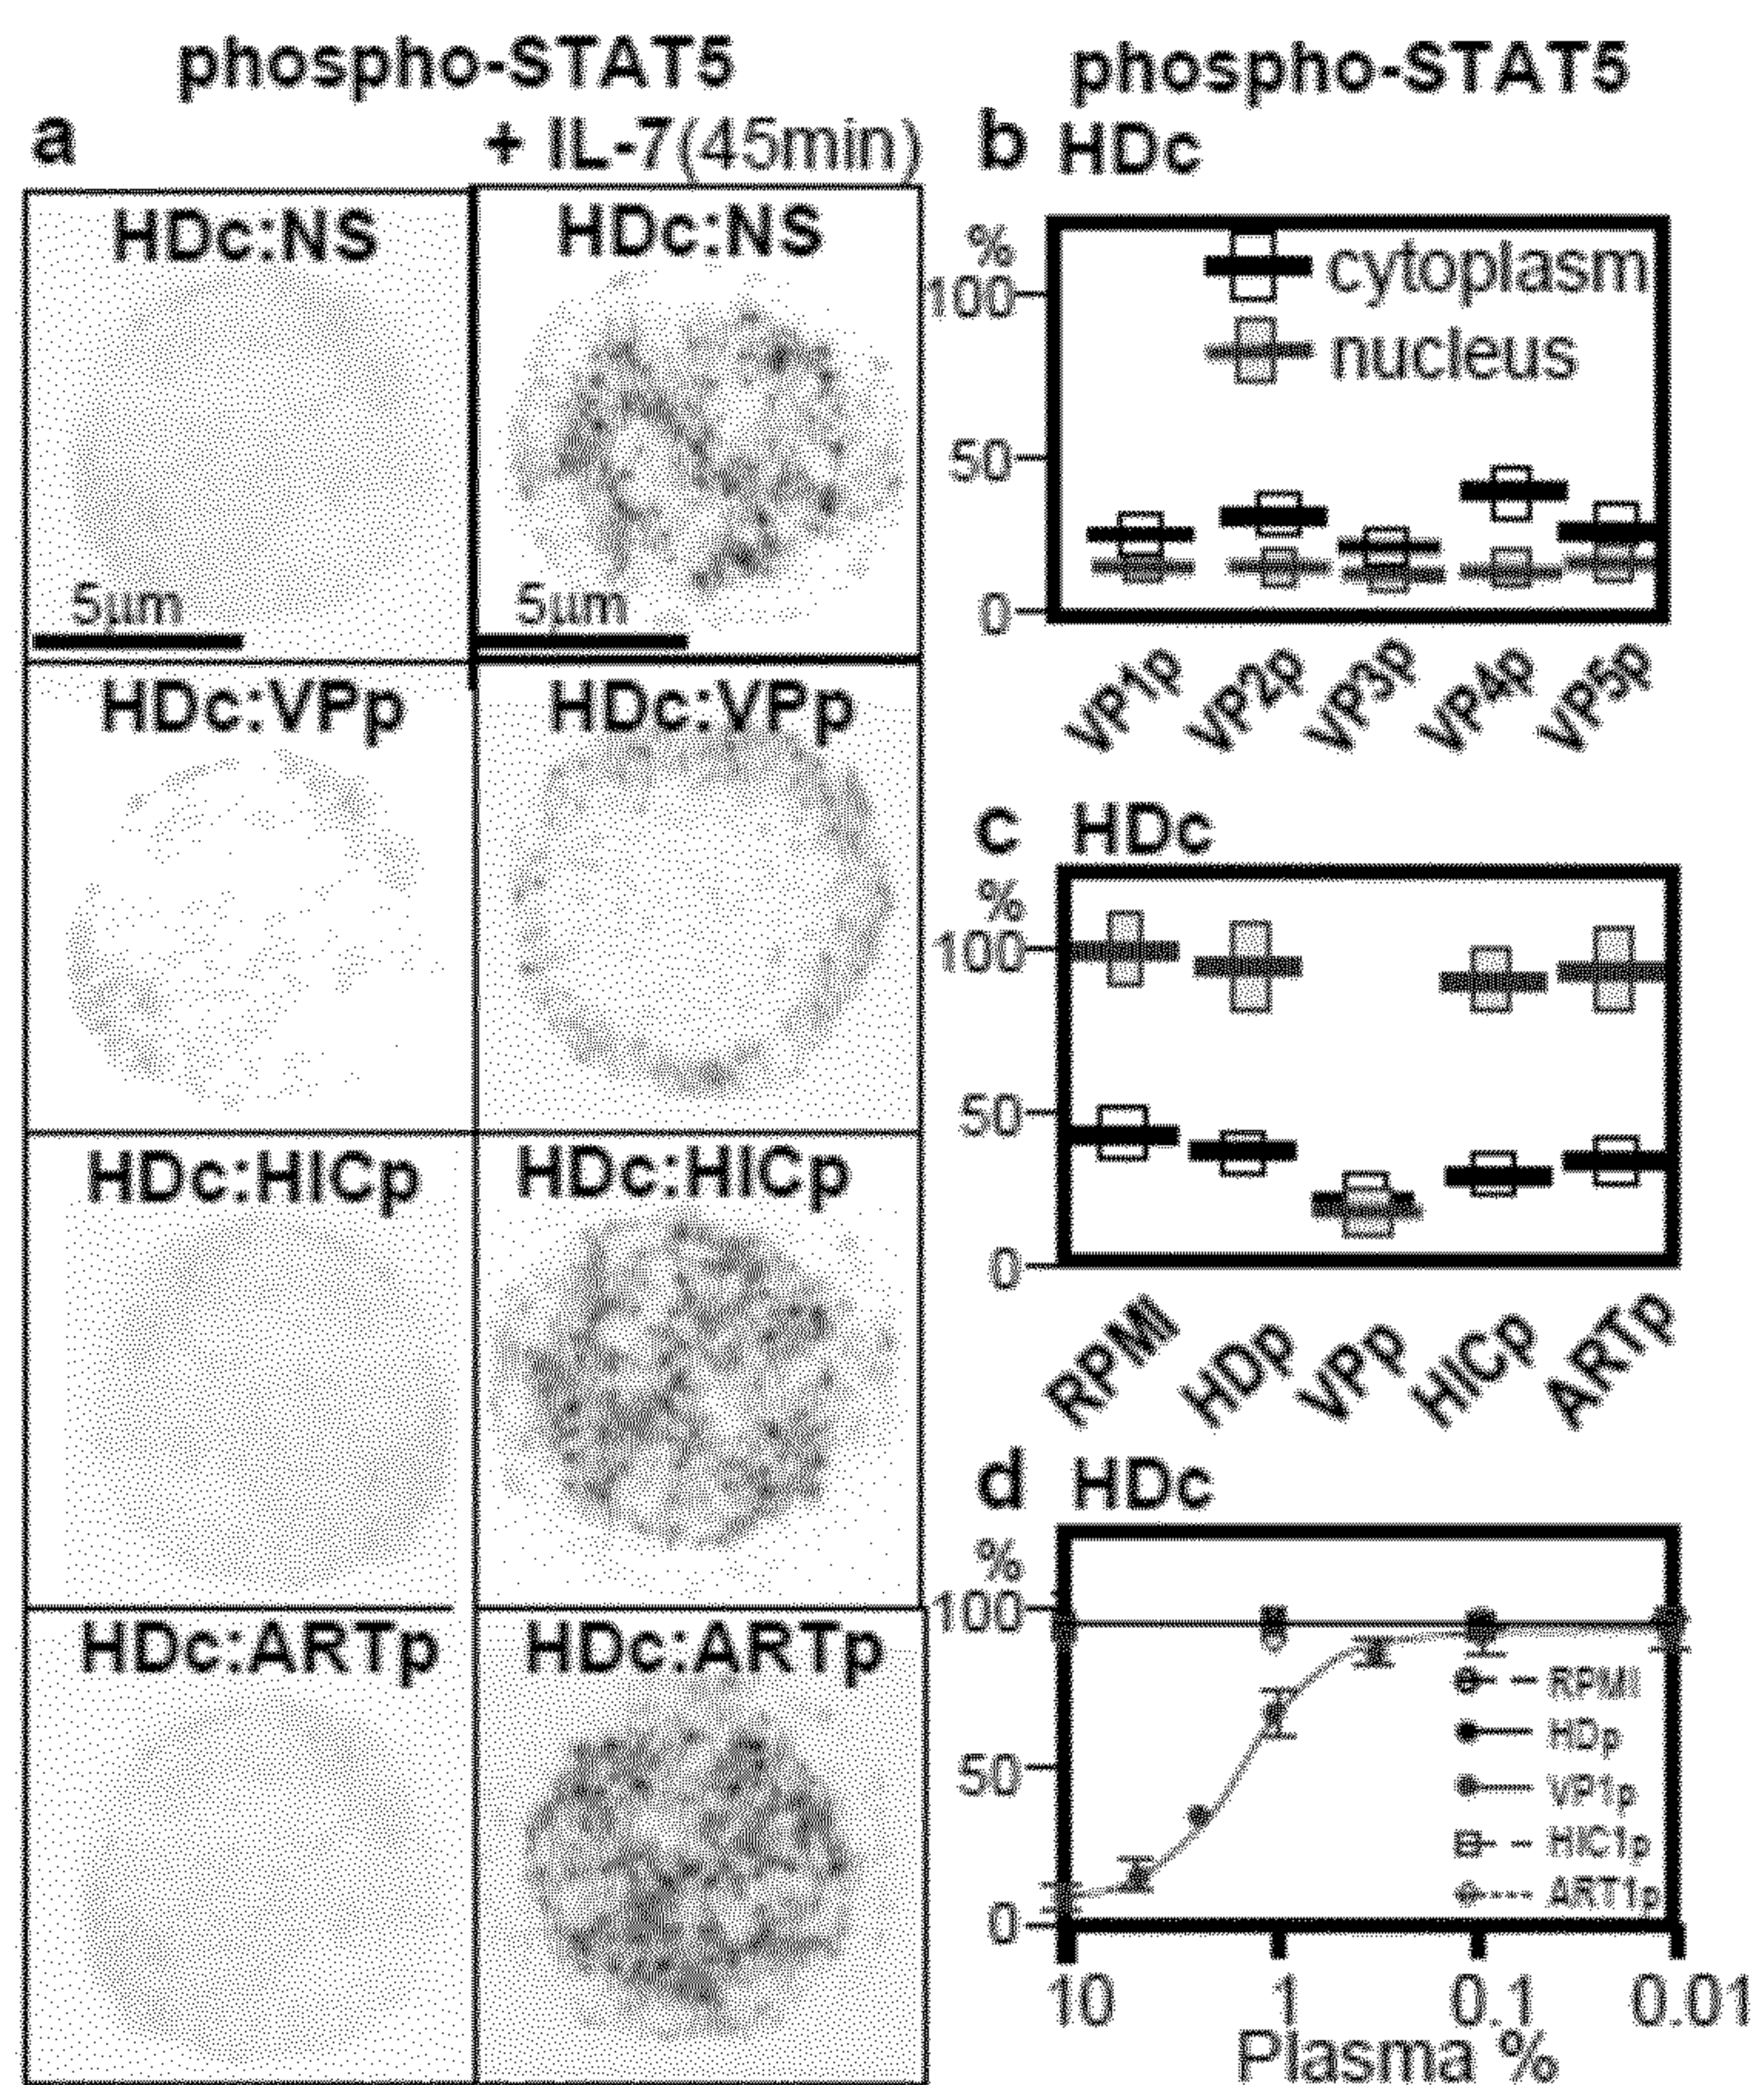 phospho-STAT5
a
+ IL-7(45min)
HDc:NS
HDc:NS
5µm
5µm
HDc:VPp
HDc:VPp
HDc:HICp
HDc:HICp
HDc:ARTp
HDc:ARTp
phospho-STAT5
b HDc
%
100
50
0
cytoplasm
nucleus
VP1p
VP2p
VP3p
VP4p
VP5p
c HDc
%
100
50
0
RPMI
HDp
VPp
HICp
ARTp
d HDc
%
100
50
0
RPMI
HDp
VP1p
HIC1p
ART1p
10
1
0.1
0.01
Plasma %